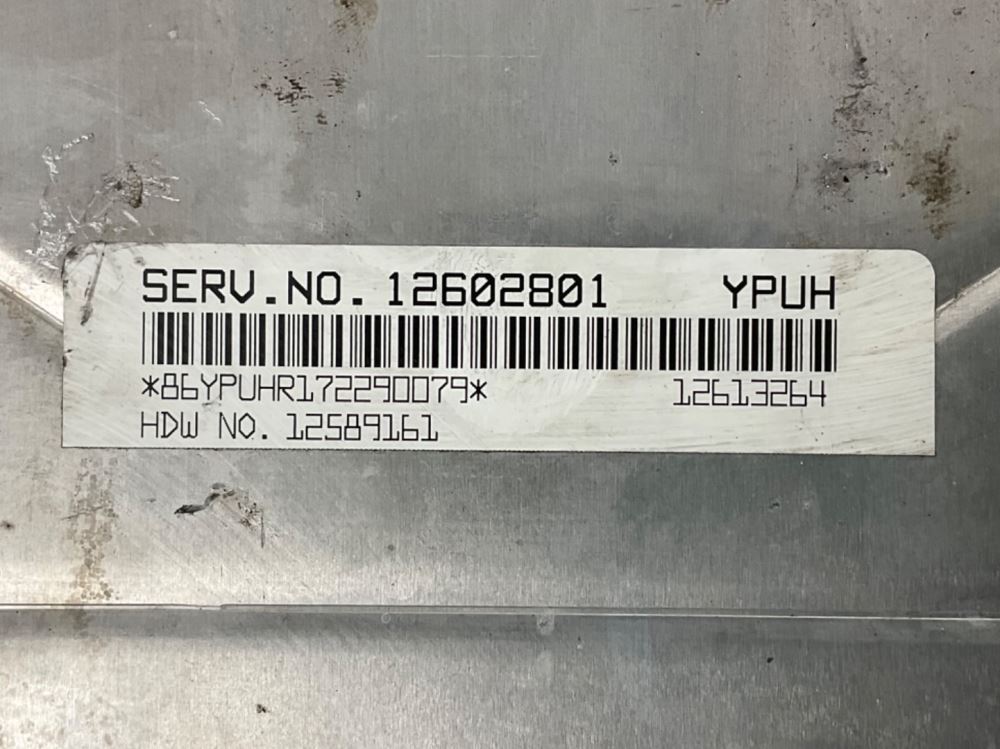 SERV.NO. 12602801 YPUH
*86YPUHR172290079* 12613264
HDW NO. 12589161